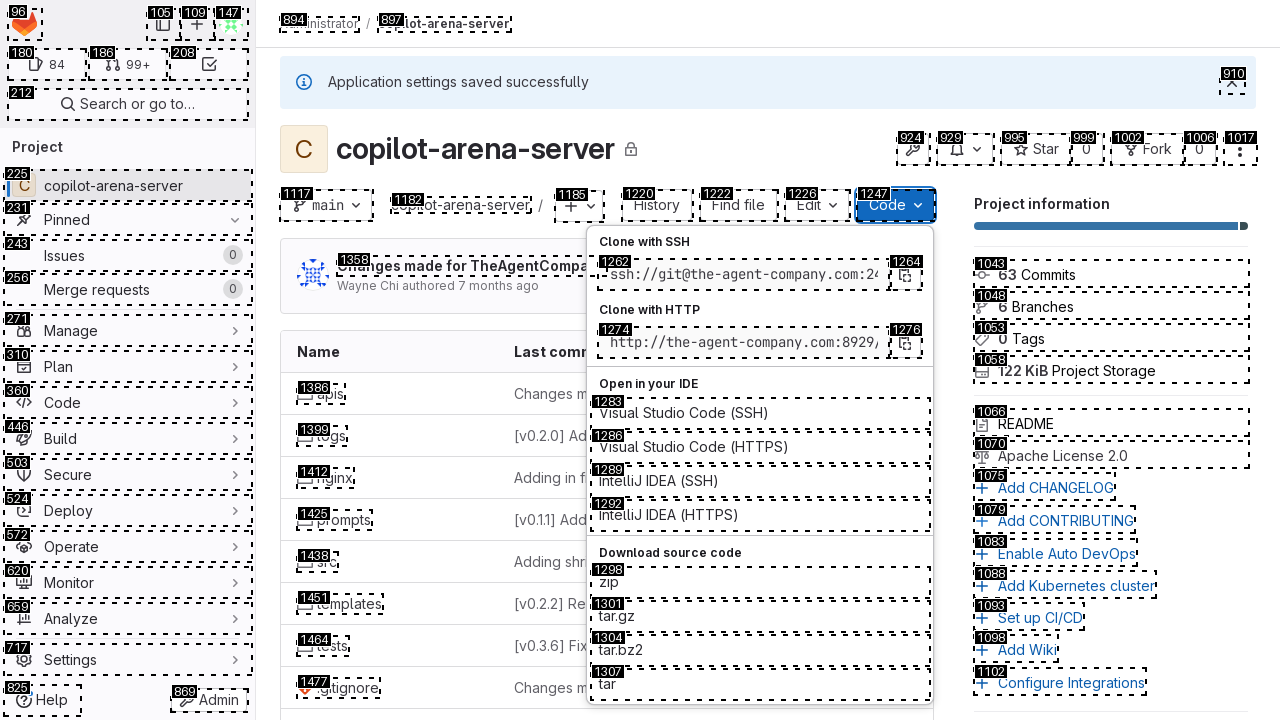 96
105
109
147
180
84
186
99+
208
212
Search or go to…
Project
225
C
copilot-arena-server
231
Pinned
243
Issues
0
256
Merge requests
0
271
Manage
310
Plan
360
Code
446
Build
503
Secure
524
Deploy
572
Operate
620
Monitor
659
Analyze
717
Settings
825
Help
869
Admin
894
Administrator
/
897
copilot-arena-server
Application settings saved successfully
910
C
copilot-arena-server
924
929
995
Star
999
0
1002
Fork
1006
0
1017
1117
main
1182
copilot-arena-server
/
1185
1220
History
1222
Find file
1226
Edit
1247
Code
1358
Changes made for TheAgentCompa
Wayne Chi authored 7 months ago
Name
Last comm
1386
apis
Changes m
1399
logs
[v0.2.0] Ad
1412
nginx
Adding in f
1425
prompts
[v0.1.1] Add
1438
src
Adding shr
1451
templates
[v0.2.2] Re
1464
tests
[v0.3.6] Fix
1477
.gitignore
Changes m
Clone with SSH
1262
ssh://git@the-agent-company.com:24
1264
Clone with HTTP
1274
http://the-agent-company.com:8929/
1276
Open in your IDE
1283
Visual Studio Code (SSH)
1286
Visual Studio Code (HTTPS)
1289
IntelliJ IDEA (SSH)
1292
IntelliJ IDEA (HTTPS)
Download source code
1298
zip
1301
tar.gz
1304
tar.bz2
1307
tar
Project information
1043
63 Commits
1048
6 Branches
1053
0 Tags
1058
122 KiB Project Storage
1066
README
1070
Apache License 2.0
1075
Add CHANGELOG
1079
Add CONTRIBUTING
1083
Enable Auto DevOps
1088
Add Kubernetes cluster
1093
Set up CI/CD
1098
Add Wiki
1102
Configure Integrations